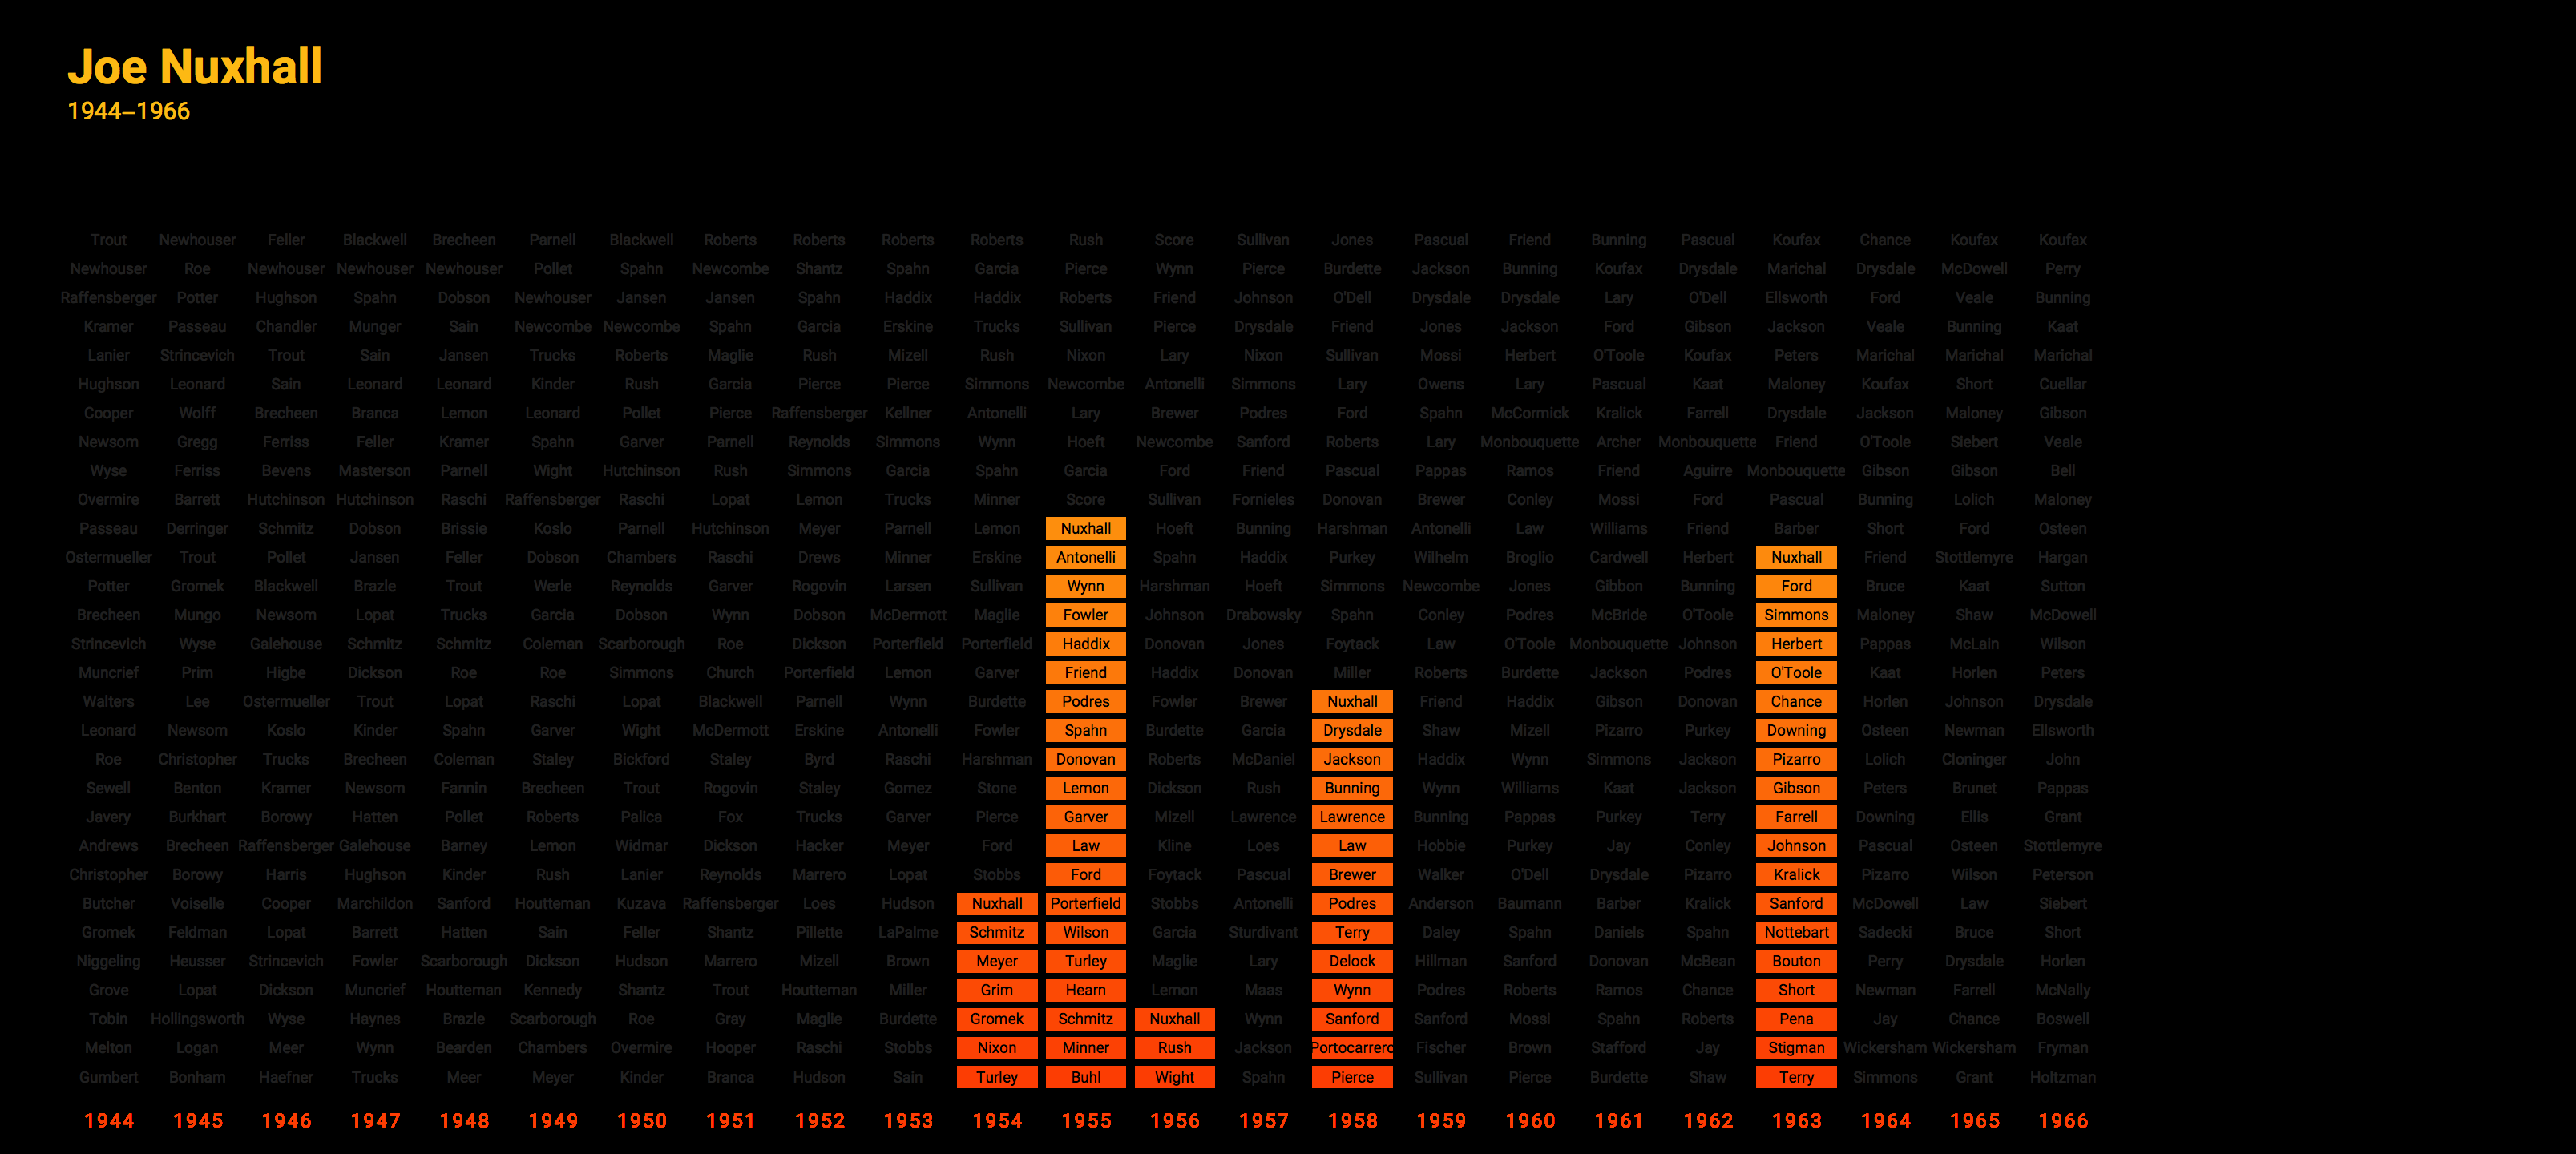 Joe Nuxhall
1944–1966
Trout Newhouser Feller Blackwell Brecheen Parnell Blackwell Roberts Roberts Roberts Roberts Rush Score Sullivan Jones Pascual Friend Bunning Pascual Koufax Chance Koufax Koufax
Newhouser Roe Newhouser Newhouser Newhouser Pollet Spahn Newcombe Shantz Spahn Garcia Pierce Wynn Pierce Burdette Jackson Bunning Koufax Drysdale Marichal Drysdale McDowell Perry
Raffensberger Potter Hughson Spahn Dobson Newhouser Jansen Jansen Spahn Haddix Haddix Roberts Friend Johnson O'Dell Drysdale Drysdale Lary O'Dell Ellsworth Ford Veale Bunning
Kramer Passeau Chandler Munger Sain Newcombe Newcombe Spahn Garcia Erskine Trucks Sullivan Pierce Drysdale Friend Jones Jackson Ford Gibson Jackson Veale Bunning Kaat
Lanier Strincevich Trout Sain Jansen Trucks Roberts Maglie Rush Mizell Rush Nixon Lary Nixon Sullivan Mossi Herbert O'Toole Koufax Peters Marichal Marichal Marichal
Hughson Leonard Sain Leonard Leonard Kinder Rush Garcia Pierce Pierce Simmons Newcombe Antonelli Simmons Lary Owens Lary Pascual Kaat Maloney Koufax Short Cuellar
Cooper Wolff Brecheen Branca Lemon Leonard Pollet Pierce Raffensberger Kellner Antonelli Lary Brewer Podres Ford Spahn McCormick Kralick Farrell Drysdale Jackson Maloney Gibson
Newsom Gregg Ferriss Feller Kramer Spahn Garver Parnell Reynolds Simmons Wynn Hoeft Newcombe Sanford Roberts Lary Monbouquette Archer Monbouquette Friend O'Toole Siebert Veale
Wyse Ferriss Bevens Masterson Parnell Wight Hutchinson Rush Simmons Garcia Spahn Garcia Ford Friend Pascual Pappas Ramos Friend Aguirre Monbouquette Gibson Gibson Bell
Overmire Barrett Hutchinson Hutchinson Raschi Raffensberger Raschi Lopat Lemon Trucks Minner Score Sullivan Fornieles Donovan Brewer Conley Mossi Ford Pascual Bunning Lolich Maloney
Passeau Derringer Schmitz Dobson Brissie Koslo Parnell Hutchinson Meyer Parnell Lemon Nuxhall Hoeft Bunning Harshman Antonelli Law Williams Friend Barber Short Ford Osteen
Ostermueller Trout Pollet Jansen Feller Dobson Chambers Raschi Drews Minner Erskine Antonelli Spahn Haddix Purkey Wilhelm Broglio Cardwell Herbert Nuxhall Friend Stottlemyre Hargan
Potter Gromek Blackwell Brazle Trout Werle Reynolds Garver Rogovin Larsen Sullivan Wynn Harshman Hoeft Simmons Newcombe Jones Gibbon Bunning Ford Bruce Kaat Sutton
Brecheen Mungo Newsom Lopat Trucks Garcia Dobson Wynn Dobson McDermott Maglie Fowler Johnson Drabowsky Spahn Conley Podres McBride O'Toole Simmons Maloney Shaw McDowell
Strincevich Wyse Galehouse Schmitz Schmitz Coleman Scarborough Roe Dickson Porterfield Porterfield Haddix Donovan Jones Foytack Law O'Toole Monbouquette Johnson Herbert Pappas McLain Wilson
Muncrief Prim Higbe Dickson Roe Roe Simmons Church Porterfield Lemon Garver Friend Haddix Donovan Miller Roberts Burdette Jackson Podres O'Toole Kaat Horlen Peters
Walters Lee Ostermueller Trout Lopat Raschi Lopat Blackwell Parnell Wynn Burdette Podres Fowler Brewer Nuxhall Friend Haddix Gibson Donovan Chance Horlen Johnson Drysdale
Leonard Newsom Koslo Kinder Spahn Garver Wight McDermott Erskine Antonelli Fowler Spahn Burdette Garcia Drysdale Shaw Mizell Pizarro Purkey Downing Osteen Newman Ellsworth
Roe Christopher Trucks Brecheen Coleman Staley Bickford Staley Byrd Raschi Harshman Donovan Roberts McDaniel Jackson Haddix Wynn Simmons Jackson Pizarro Lolich Cloninger John
Sewell Benton Kramer Newsom Fannin Brecheen Trout Rogovin Staley Gomez Stone Lemon Dickson Rush Bunning Wynn Williams Kaat Jackson Gibson Peters Brunet Pappas
Javery Burkhart Borowy Hatten Pollet Roberts Palica Fox Trucks Garver Pierce Garver Mizell Lawrence Lawrence Bunning Pappas Purkey Terry Farrell Downing Ellis Grant
Andrews Brecheen Raffensberger Galehouse Barney Lemon Widmar Dickson Hacker Meyer Ford Law Kline Loes Law Hobbie Purkey Jay Conley Johnson Pascual Osteen Stottlemyre
Christopher Borowy Harris Hughson Kinder Rush Lanier Reynolds Marrero Lopat Stobbs Ford Foytack Pascual Brewer Walker O'Dell Drysdale Pizarro Kralick Pizarro Wilson Peterson
Butcher Voiselle Cooper Marchildon Sanford Houtteman Kuzava Raffensberger Loes Hudson Nuxhall Porterfield Stobbs Antonelli Podres Anderson Baumann Barber Kralick Sanford McDowell Law Siebert
Gromek Feldman Lopat Barrett Hatten Sain Feller Shantz Pillette LaPalme Schmitz Wilson Garcia Sturdivant Terry Daley Spahn Daniels Spahn Nottebart Sadecki Bruce Short
Niggeling Heusser Strincevich Fowler Scarborough Dickson Hudson Marrero Mizell Brown Meyer Turley Maglie Lary Delock Hillman Sanford Donovan McBean Bouton Perry Drysdale Horlen
Grove Lopat Dickson Muncrief Houtteman Kennedy Shantz Trout Houtteman Miller Grim Hearn Lemon Maas Wynn Podres Roberts Ramos Chance Short Newman Farrell McNally
Tobin Hollingsworth Wyse Haynes Brazle Scarborough Roe Gray Maglie Burdette Gromek Schmitz Nuxhall Wynn Sanford Sanford Mossi Spahn Roberts Pena Jay Chance Boswell
Melton Logan Meer Wynn Bearden Chambers Overmire Hooper Raschi Stobbs Nixon Minner Rush Jackson Portocarrero Fischer Brown Stafford Jay Stigman Wickersham Wickersham Fryman
Gumbert Bonham Haefner Trucks Meer Meyer Kinder Branca Hudson Sain Turley Buhl Wight Spahn Pierce Sullivan Pierce Burdette Shaw Terry Simmons Grant Holtzman
1944 1945 1946 1947 1948 1949 1950 1951 1952 1953 1954 1955 1956 1957 1958 1959 1960 1961 1962 1963 1964 1965 1966